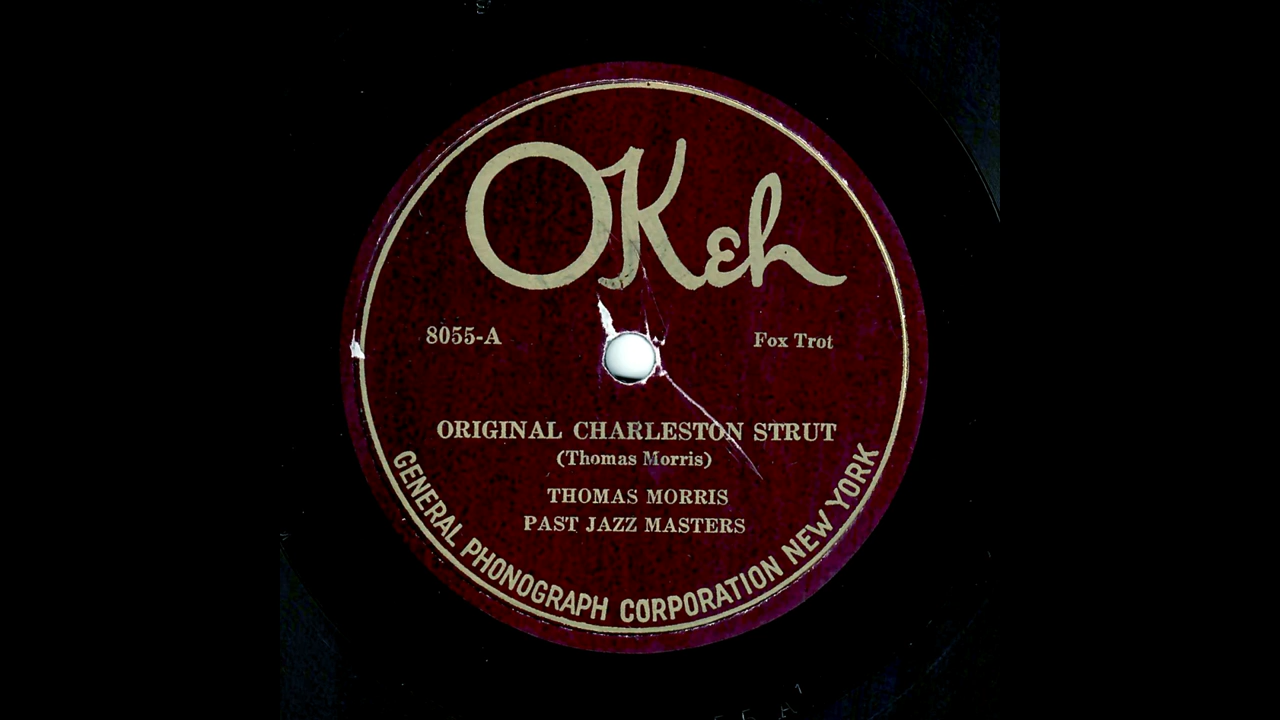 OKeh
8055-A
Fox Trot
ORIGINAL CHARLESTON STRUT
(Thomas Morris)
THOMAS MORRIS
PAST JAZZ MASTERS
GENERAL PHONOGRAPH CORPORATION NEW YORK